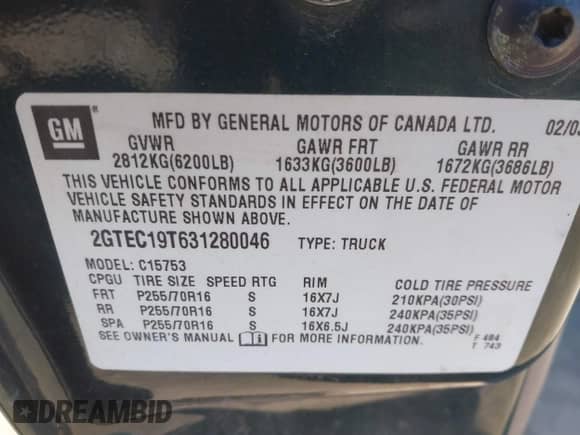 GM ®
MFD BY GENERAL MOTORS OF CANADA LTD. 02/03
GVWR GAWR FRT GAWR RR
2812KG(6200LB) 1633KG(3600LB) 1672KG(3686LB)
THIS VEHICLE CONFORMS TO ALL APPLICABLE U.S. FEDERAL MOTOR
VEHICLE SAFETY STANDARDS IN EFFECT ON THE DATE OF
MANUFACTURE SHOWN ABOVE.
2GTEC19T631280046 TYPE: TRUCK
MODEL: C15753
CPGU TIRE SIZE SPEED RTG RIM COLD TIRE PRESSURE
FRT P255/70R16 S 16X7J 210KPA(30PSI)
RR P255/70R16 S 16X7J 240KPA(35PSI)
SPA P255/70R16 S 16X6.5J 240KPA(35PSI)
SEE OWNER'S MANUAL i FOR MORE INFORMATION.
F 484
T 743
DREAMBID